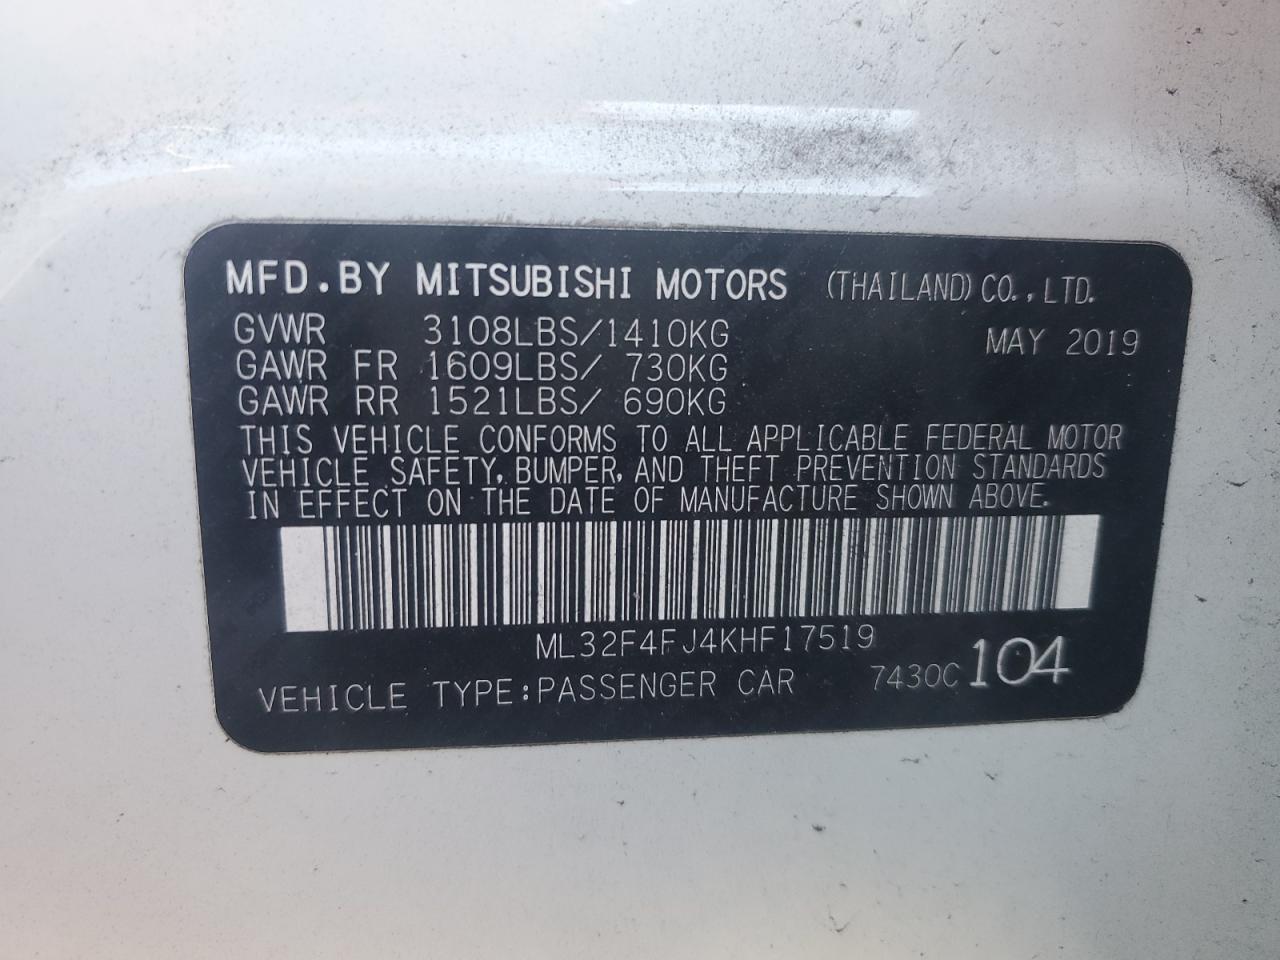 MFD.BY MITSUBISHI MOTORS (THAILAND) CO., LTD.
GVWR 3108LBS/1410KG MAY 2019
GAWR FR 1609LBS/ 730KG
GAWR RR 1521LBS/ 690KG
THIS VEHICLE CONFORMS TO ALL APPLICABLE FEDERAL MOTOR
VEHICLE SAFETY, BUMPER, AND THEFT PREVENTION STANDARDS
IN EFFECT ON THE DATE OF MANUFACTURE SHOWN ABOVE.
ML32F4FJ4KHF17519
VEHICLE TYPE:PASSENGER CAR 7430C 104